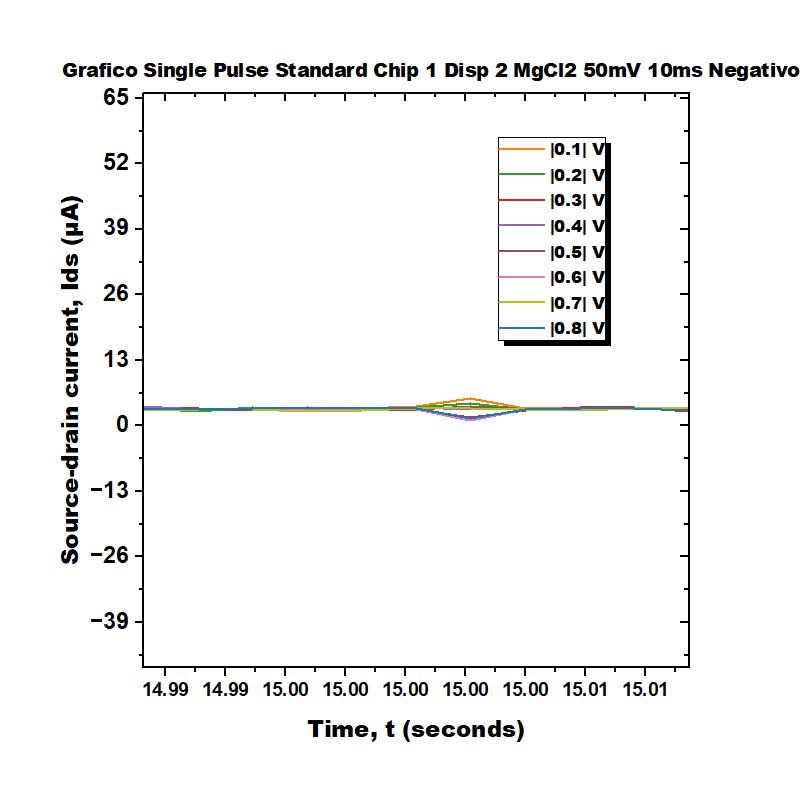 Grafico Single Pulse Standard Chip 1 Disp 2 MgCl2 50mV 10ms Negativo
65
52
39
26
13
0
−13
−26
−39
Source-drain current, Ids (µA)
|0.1| V
|0.2| V
|0.3| V
|0.4| V
|0.5| V
|0.6| V
|0.7| V
|0.8| V
14.99 14.99 15.00 15.00 15.00 15.00 15.00 15.01 15.01
Time, t (seconds)